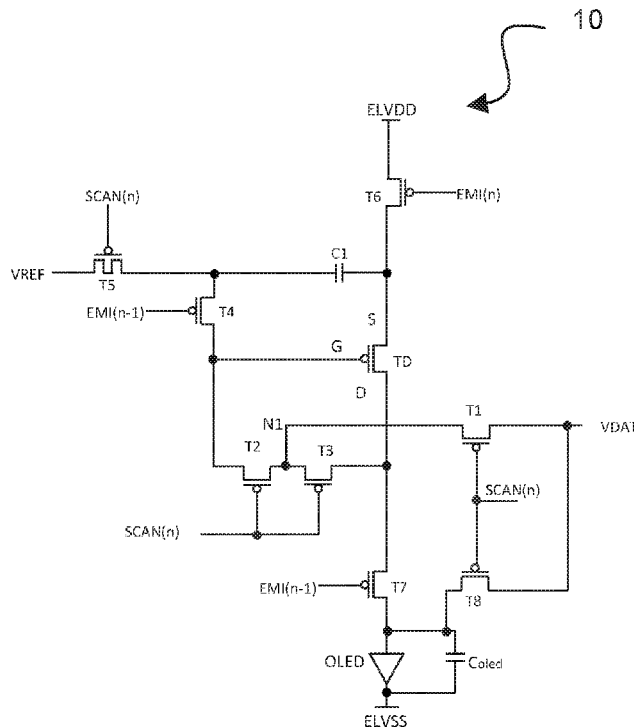 10
ELVDD
SCAN(n)
T6
EMI(n)
C1
VREF
T5
EMI(n-1)
T4
S
G
TD
D
N1
T1
VDAT
T2
T3
SCAN(n)
SCAN(n)
EMI(n-1)
T7
T8
OLED
Coled
ELVSS